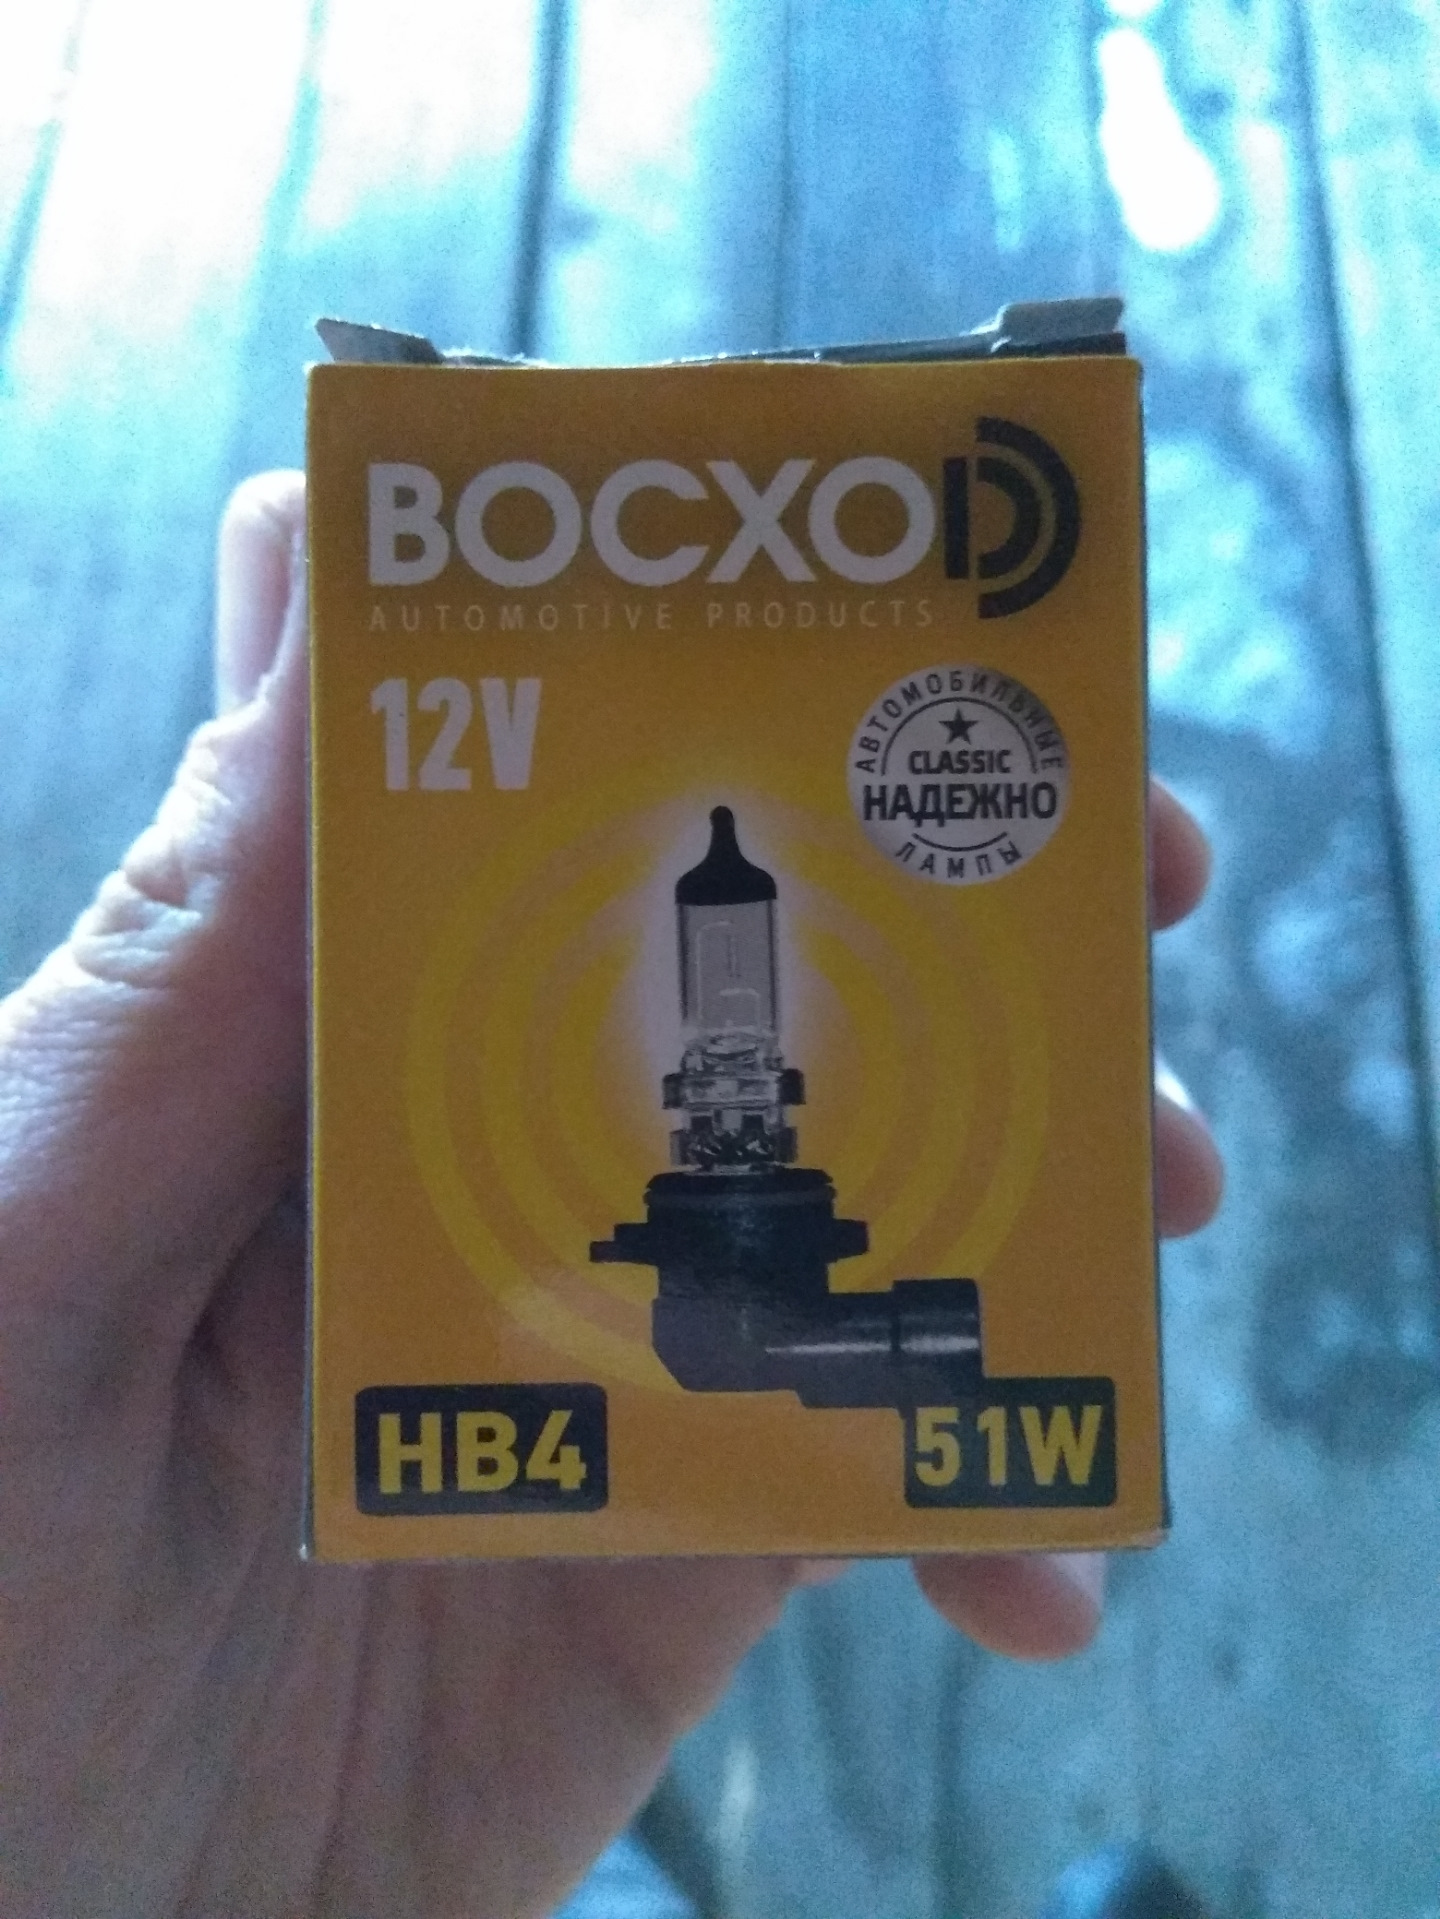 ВОСХОD
AUTOMOTIVE PRODUCTS
12V
АВТОМОБИЛЬНЫЕ
CLASSIC
НАДЕЖНО
ЛАМПЫ
HB4
51W